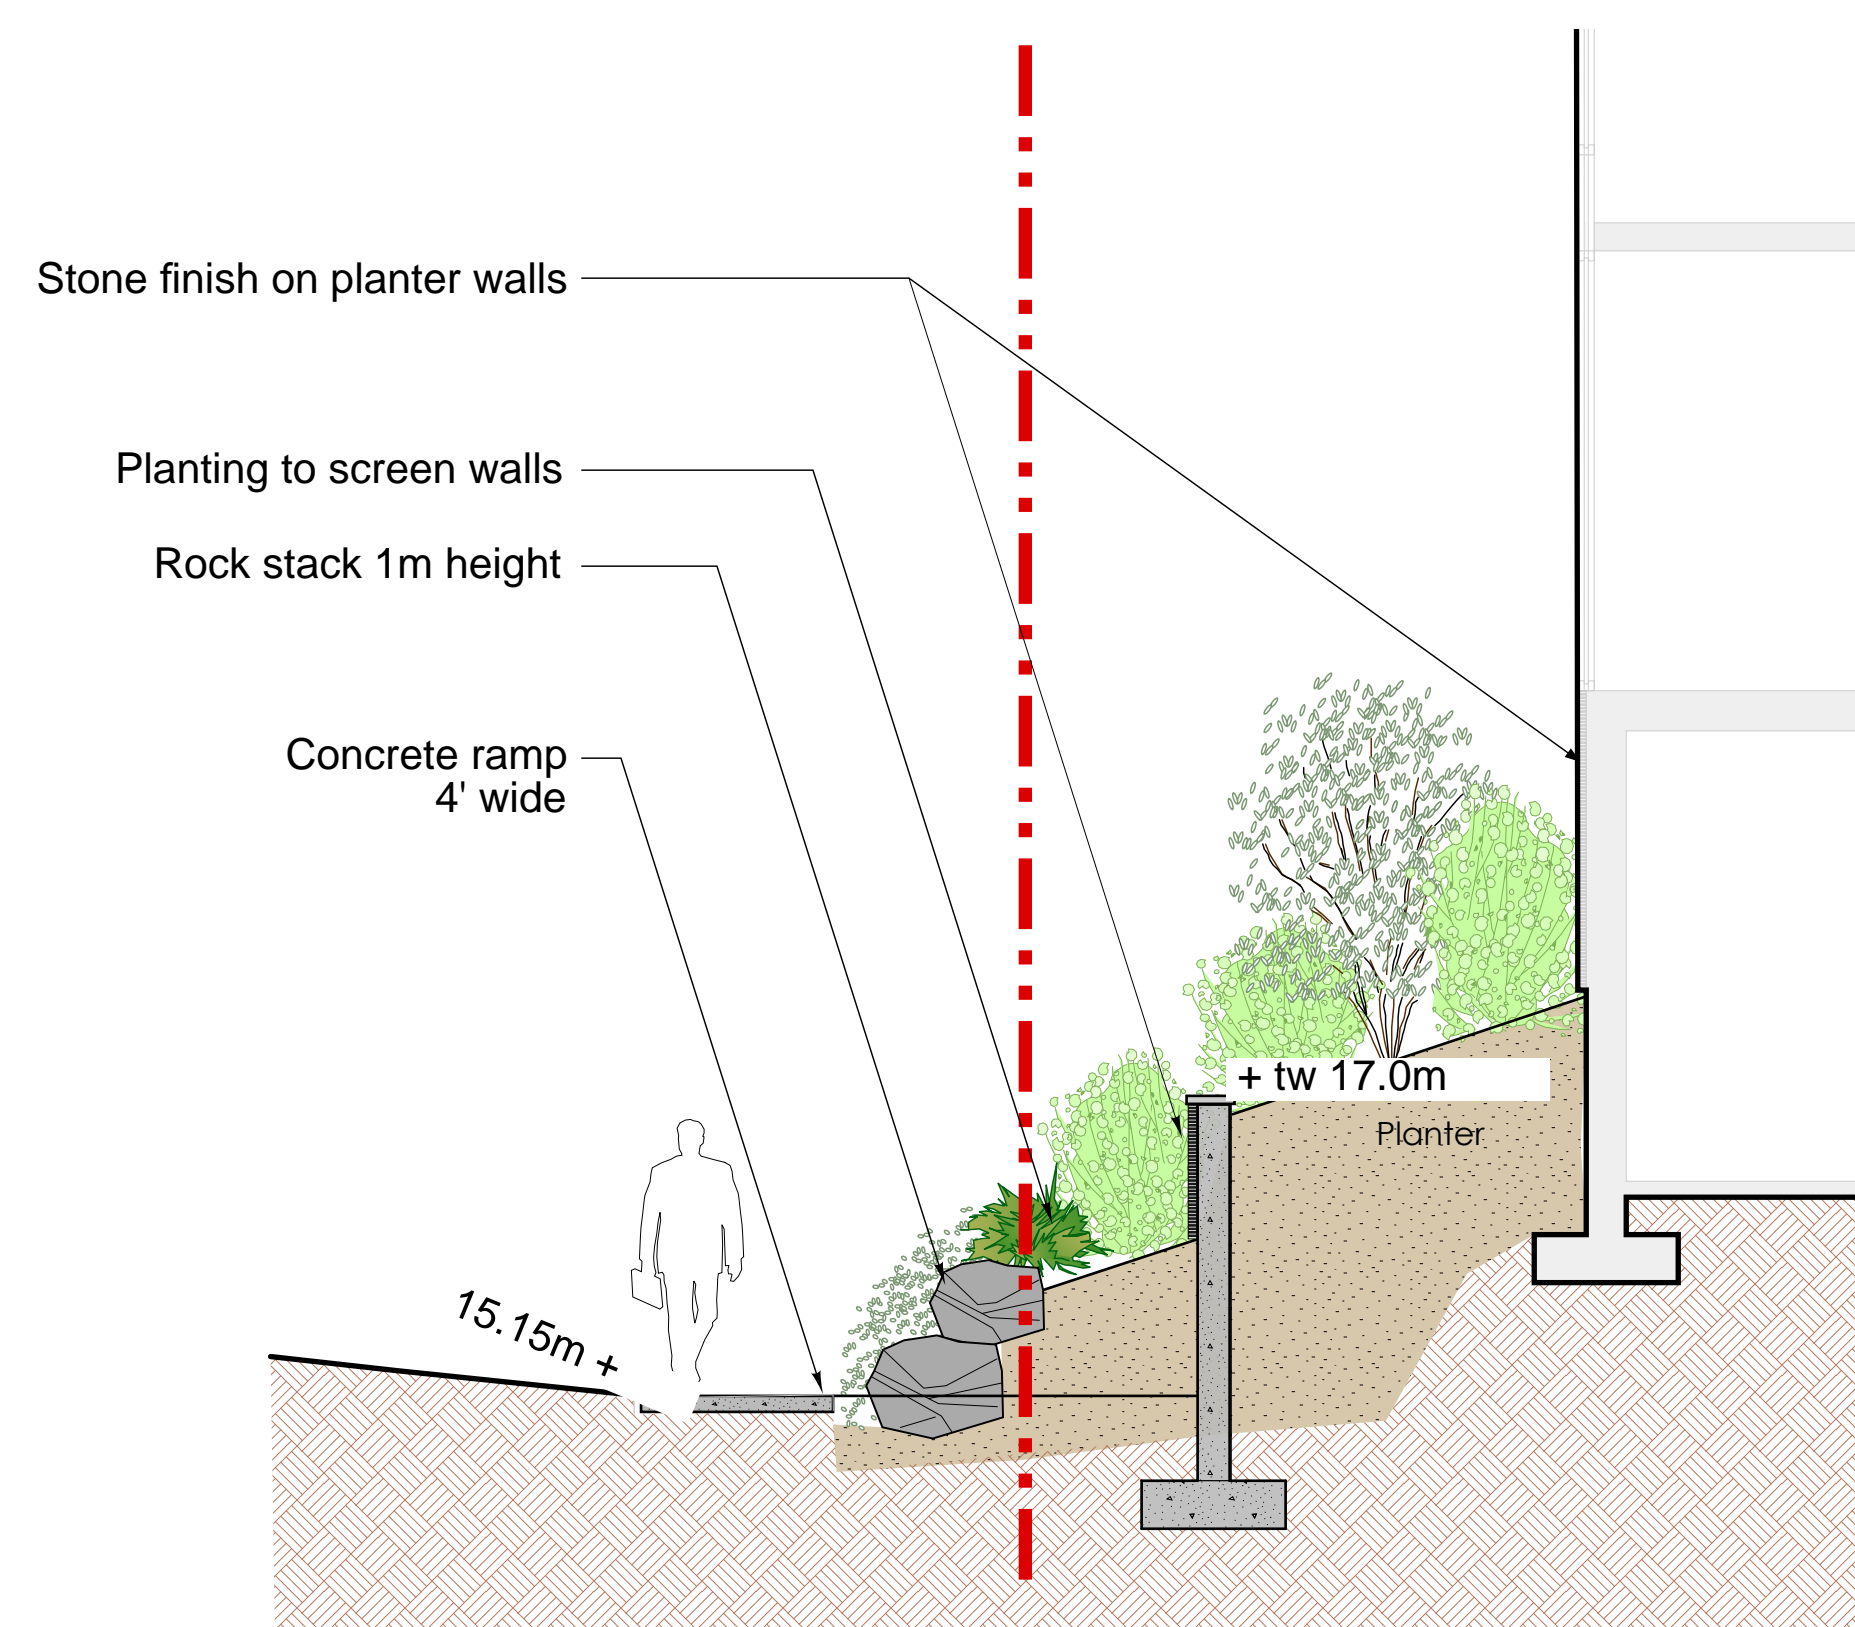 Stone finish on planter walls
Planting to screen walls
Rock stack 1m height
Concrete ramp
4' wide
+ tw 17.0m
Planter
15.15m +